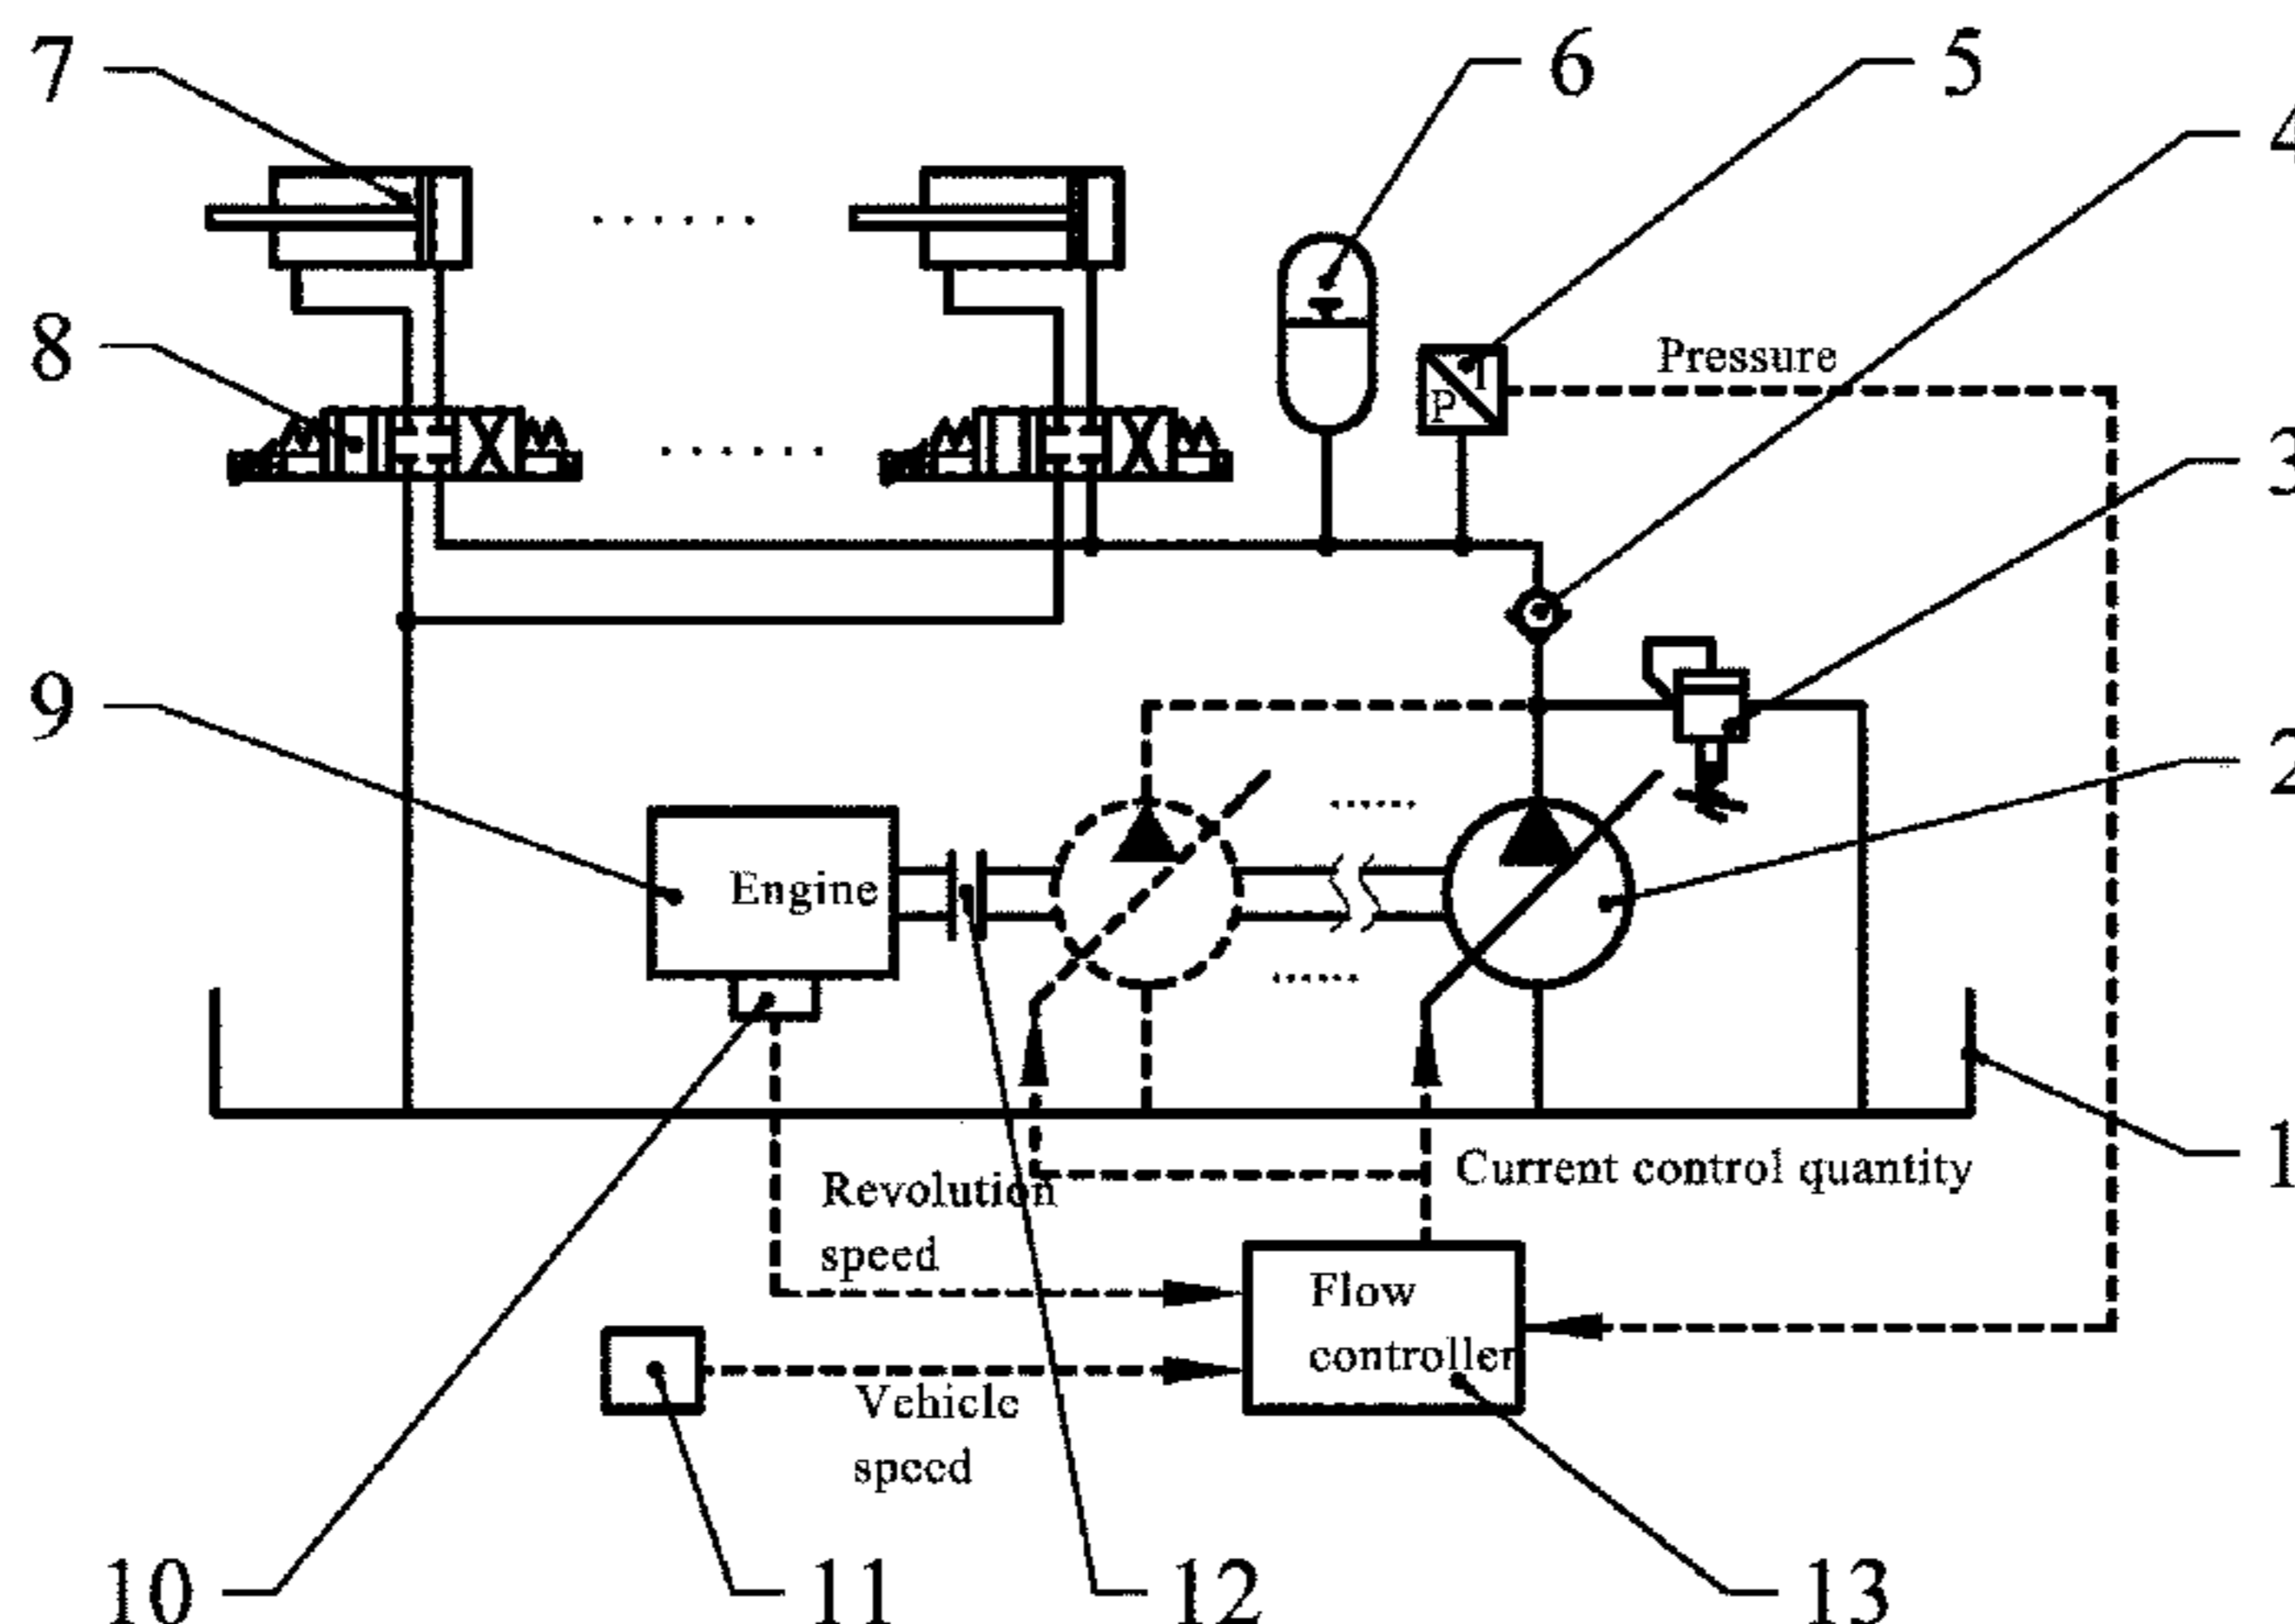 7
6
5
4
8
Pressure
I
P
3
9
2
Engine
1
Current control quantity
Revolution
speed
Flow
controller
Vehicle
speed
10
11
12
13